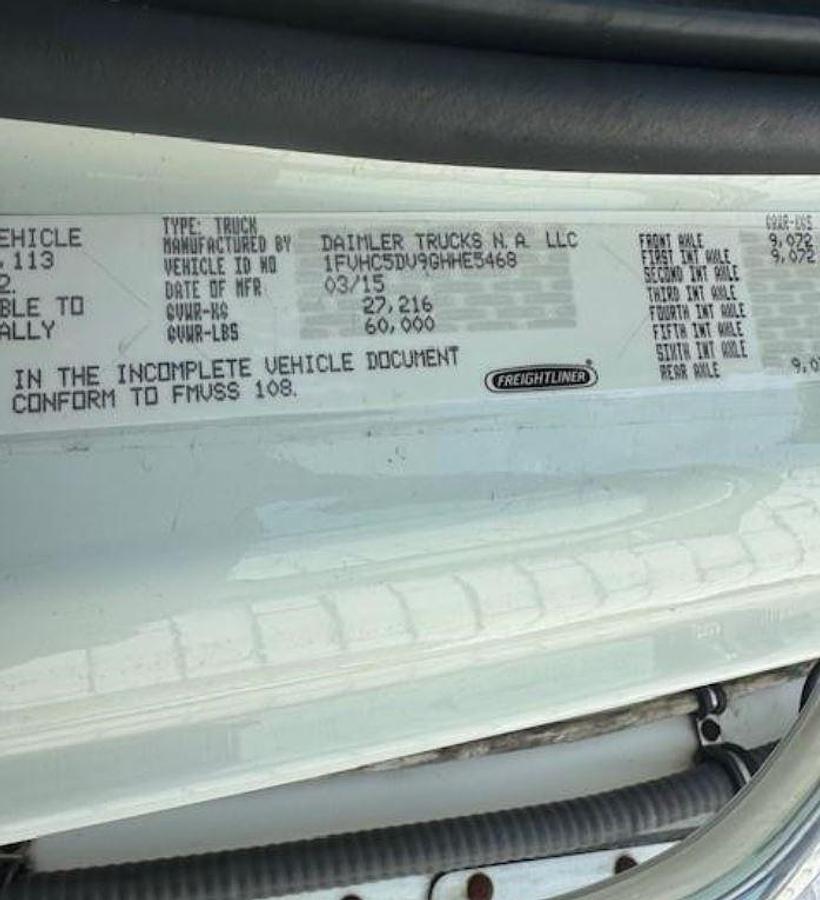 EHICLE
, 113
2.
BLE TO
ALLY
IN THE INCOMPLETE VEHICLE DOCUMENT
CONFORM TO FMVSS 108.
TYPE: TRUCK
MANUFACTURED BY DAIMLER TRUCKS N.A. LLC
VEHICLE ID NO 1FVHC5DV9GHHE5468
DATE OF MFR 03/15
GVWR-KG 27,216
GVWR-LBS 60,000
FREIGHTLINER®
GAWR-KGS
FRONT AXLE 9,072
FIRST INT AXLE 9,072
SECOND INT AXLE
THIRD INT AXLE
FOURTH INT AXLE
FIFTH INT AXLE
SIXTH INT AXLE
REAR AXLE 9,0